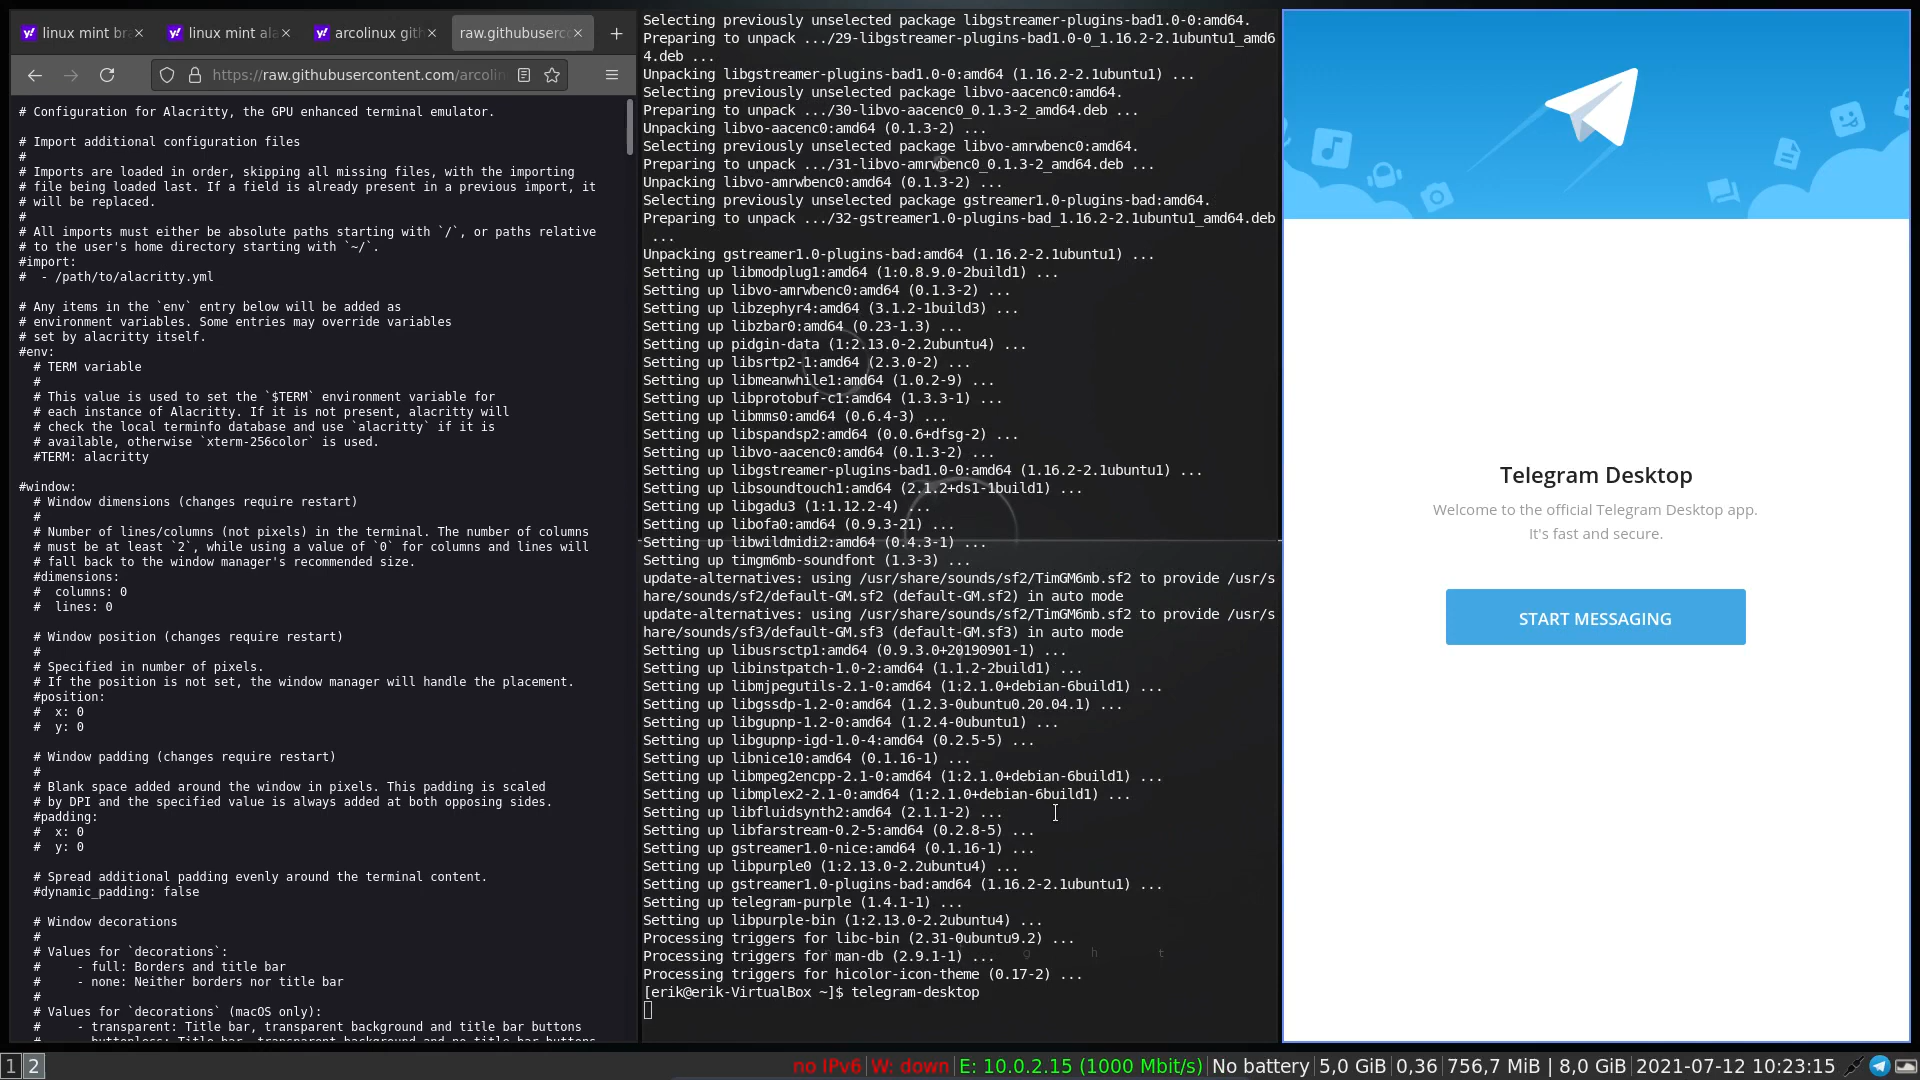 linux mint br
linux mint ala
arcolinux gith
raw.githubuserco
https://raw.githubusercontent.com/arcolin
# Configuration for Alacritty, the GPU enhanced terminal emulator.
# Import additional configuration files
#
# Imports are loaded in order, skipping all missing files, with the importing
# file being loaded last. If a field is already present in a previous import, it
# will be replaced.
#
# All imports must either be absolute paths starting with `/`, or paths relative
# to the user's home directory starting with `~/`.
#import:
#  - /path/to/alacritty.yml
# Any items in the `env` entry below will be added as
# environment variables. Some entries may override variables
# set by alacritty itself.
#env:
# TERM variable
#
# This value is used to set the `$TERM` environment variable for
# each instance of Alacritty. If it is not present, alacritty will
# check the local terminfo database and use `alacritty` if it is
# available, otherwise `xterm-256color` is used.
#TERM: alacritty
#window:
# Window dimensions (changes require restart)
#
# Number of lines/columns (not pixels) in the terminal. The number of columns
# must be at least `2`, while using a value of `0` for columns and lines will
# fall back to the window manager's recommended size.
#dimensions:
#  columns: 0
#  lines: 0
# Window position (changes require restart)
#
# Specified in number of pixels.
# If the position is not set, the window manager will handle the placement.
#position:
#  x: 0
#  y: 0
# Window padding (changes require restart)
#
# Blank space added around the window in pixels. This padding is scaled
# by DPI and the specified value is always added at both opposing sides.
#padding:
#  x: 0
#  y: 0
# Spread additional padding evenly around the terminal content.
#dynamic_padding: false
# Window decorations
#
# Values for `decorations`:
#     - full: Borders and title bar
#     - none: Neither borders nor title bar
#
# Values for `decorations` (macOS only):
#     - transparent: Title bar, transparent background and title bar buttons
Selecting previously unselected package libgstreamer-plugins-bad1.0-0:amd64.
Preparing to unpack .../29-libgstreamer-plugins-bad1.0-0_1.16.2-2.1ubuntu1_amd6
4.deb ...
Unpacking libgstreamer-plugins-bad1.0-0:amd64 (1.16.2-2.1ubuntu1) ...
Selecting previously unselected package libvo-aacenc0:amd64.
Preparing to unpack .../30-libvo-aacenc0_0.1.3-2_amd64.deb ...
Unpacking libvo-aacenc0:amd64 (0.1.3-2) ...
Selecting previously unselected package libvo-amrwbenc0:amd64.
Preparing to unpack .../31-libvo-amrwbenc0_0.1.3-2_amd64.deb ...
Unpacking libvo-amrwbenc0:amd64 (0.1.3-2) ...
Selecting previously unselected package gstreamer1.0-plugins-bad:amd64.
Preparing to unpack .../32-gstreamer1.0-plugins-bad_1.16.2-2.1ubuntu1_amd64.deb
...
Unpacking gstreamer1.0-plugins-bad:amd64 (1.16.2-2.1ubuntu1) ...
Setting up libmodplug1:amd64 (1:0.8.9.0-2build1) ...
Setting up libvo-amrwbenc0:amd64 (0.1.3-2) ...
Setting up libzephyr4:amd64 (3.1.2-1build3) ...
Setting up libzbar0:amd64 (0.23-1.3) ...
Setting up pidgin-data (1:2.13.0-2.2ubuntu4) ...
Setting up libsrtp2-1:amd64 (2.3.0-2) ...
Setting up libmeanwhile1:amd64 (1.0.2-9) ...
Setting up libprotobuf-c1:amd64 (1.3.3-1) ...
Setting up libmms0:amd64 (0.6.4-3) ...
Setting up libspandsp2:amd64 (0.0.6+dfsg-2) ...
Setting up libvo-aacenc0:amd64 (0.1.3-2) ...
Setting up libgstreamer-plugins-bad1.0-0:amd64 (1.16.2-2.1ubuntu1) ...
Setting up libsoundtouch1:amd64 (2.1.2+ds1-1build1) ...
Setting up libgadu3 (1:1.12.2-4) ...
Setting up libofa0:amd64 (0.9.3-21) ...
Setting up libwildmidi2:amd64 (0.4.3-1) ...
Setting up timgm6mb-soundfont (1.3-3) ...
update-alternatives: using /usr/share/sounds/sf2/TimGM6mb.sf2 to provide /usr/s
hare/sounds/sf2/default-GM.sf2 (default-GM.sf2) in auto mode
update-alternatives: using /usr/share/sounds/sf2/TimGM6mb.sf2 to provide /usr/s
hare/sounds/sf3/default-GM.sf3 (default-GM.sf3) in auto mode
Setting up libusrsctp1:amd64 (0.9.3.0+20190901-1) ...
Setting up libinstpatch-1.0-2:amd64 (1.1.2-2build1) ...
Setting up libmjpegutils-2.1-0:amd64 (1:2.1.0+debian-6build1) ...
Setting up libgssdp-1.2-0:amd64 (1.2.3-0ubuntu0.20.04.1) ...
Setting up libgupnp-1.2-0:amd64 (1.2.4-0ubuntu1) ...
Setting up libgupnp-igd-1.0-4:amd64 (0.2.5-5) ...
Setting up libnice10:amd64 (0.1.16-1) ...
Setting up libmpeg2encpp-2.1-0:amd64 (1:2.1.0+debian-6build1) ...
Setting up libmplex2-2.1-0:amd64 (1:2.1.0+debian-6build1) ...
Setting up libfluidsynth2:amd64 (2.1.1-2) ...
Setting up libfarstream-0.2-5:amd64 (0.2.8-5) ...
Setting up gstreamer1.0-nice:amd64 (0.1.16-1) ...
Setting up libpurple0 (1:2.13.0-2.2ubuntu4) ...
Setting up gstreamer1.0-plugins-bad:amd64 (1.16.2-2.1ubuntu1) ...
Setting up telegram-purple (1.4.1-1) ...
Setting up libpurple-bin (1:2.13.0-2.2ubuntu4) ...
Processing triggers for libc-bin (2.31-0ubuntu9.2) ...
Processing triggers for man-db (2.9.1-1) ...
Processing triggers for hicolor-icon-theme (0.17-2) ...
[erik@erik-VirtualBox ~]$ telegram-desktop
Telegram Desktop
Welcome to the official Telegram Desktop app.
It's fast and secure.
START MESSAGING
1 2 no IPv6 | W: down | E: 10.0.2.15 (1000 Mbit/s) | No battery | 5,0 GiB | 0,36 | 756,7 MiB | 8,0 GiB | 2021-07-12 10:23:15